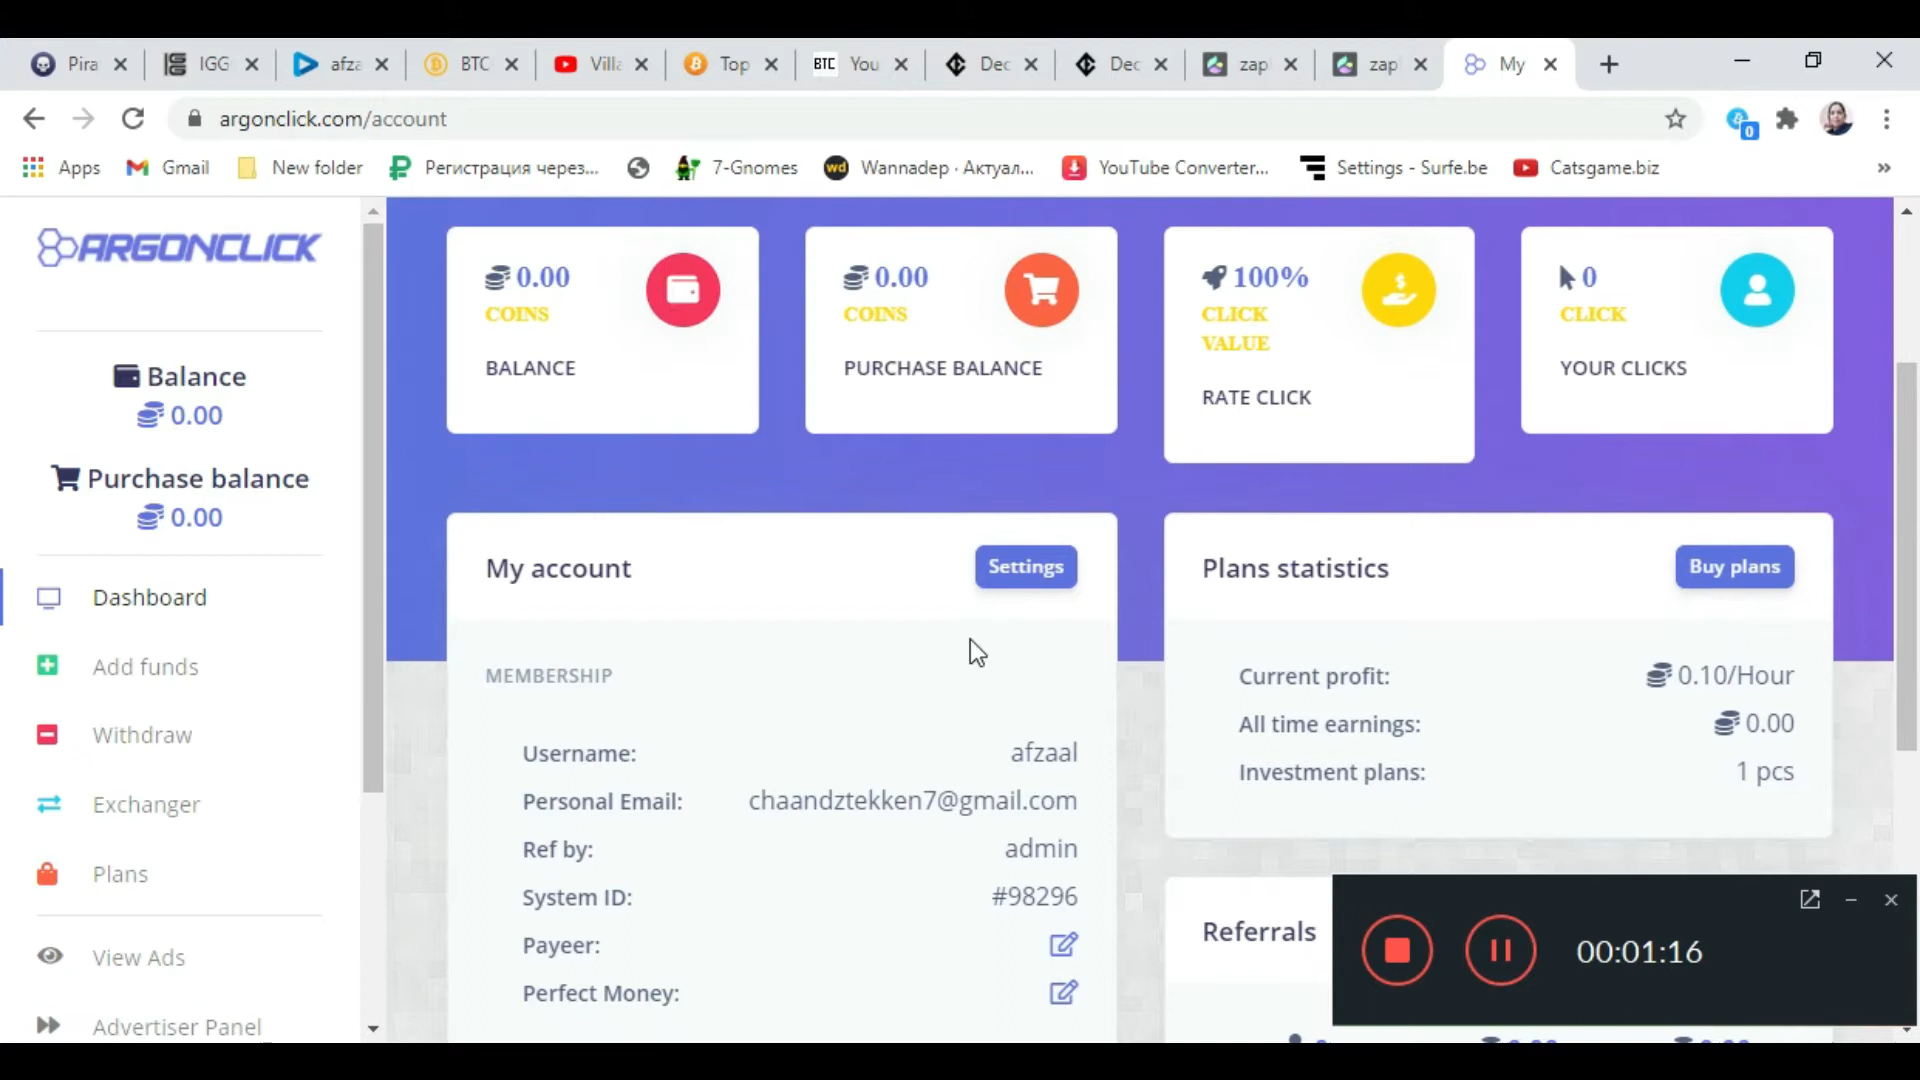 Pira
IGG
afza
BTC
Villa
Top
BTC You
Dec
Dec
zap
zap
My
argonclick.com/account
0
Apps
Gmail
New folder
Регистрация через...
7-Gnomes
wd Wannadep · Актуал...
YouTube Converter...
Settings - Surfe.be
Catsgame.biz
»
ARGONCLICK
Balance
0.00
Purchase balance
0.00
Dashboard
Add funds
Withdraw
Exchanger
Plans
View Ads
Advertiser Panel
0.00
COINS
BALANCE
0.00
COINS
PURCHASE BALANCE
100%
CLICK
VALUE
RATE CLICK
0
CLICK
YOUR CLICKS
My account
Settings
MEMBERSHIP
Username: afzaal
Personal Email: chaandztekken7@gmail.com
Ref by: admin
System ID: #98296
Payeer:
Perfect Money:
Plans statistics
Buy plans
Current profit: 0.10/Hour
All time earnings: 0.00
Investment plans: 1 pcs
Referrals
00:01:16